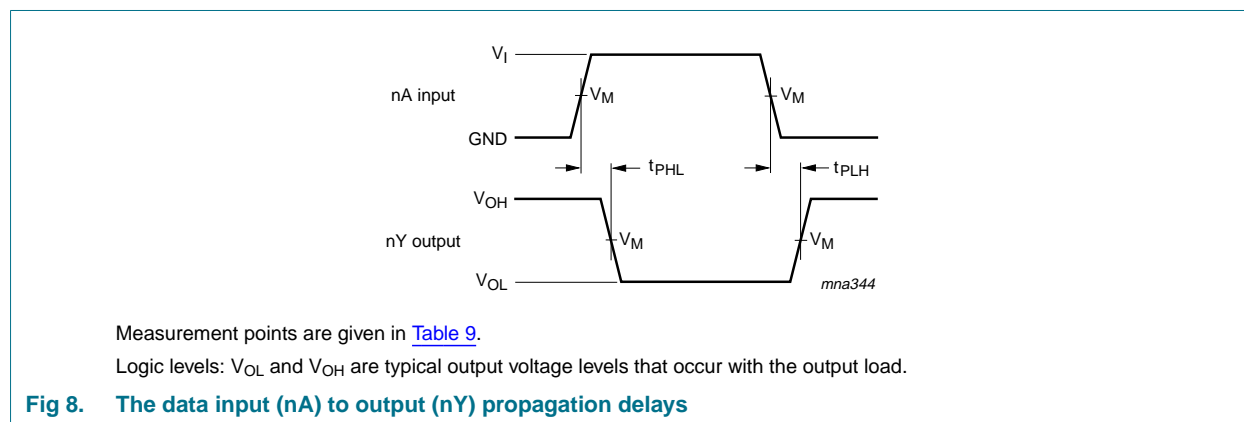 V_I
nA input
V_M
V_M
GND
t_PHL
t_PLH
V_OH
nY output
V_M
V_M
V_OL
mna344
Measurement points are given in Table 9.
Logic levels: V_OL and V_OH are typical output voltage levels that occur with the output load.
Fig 8. The data input (nA) to output (nY) propagation delays